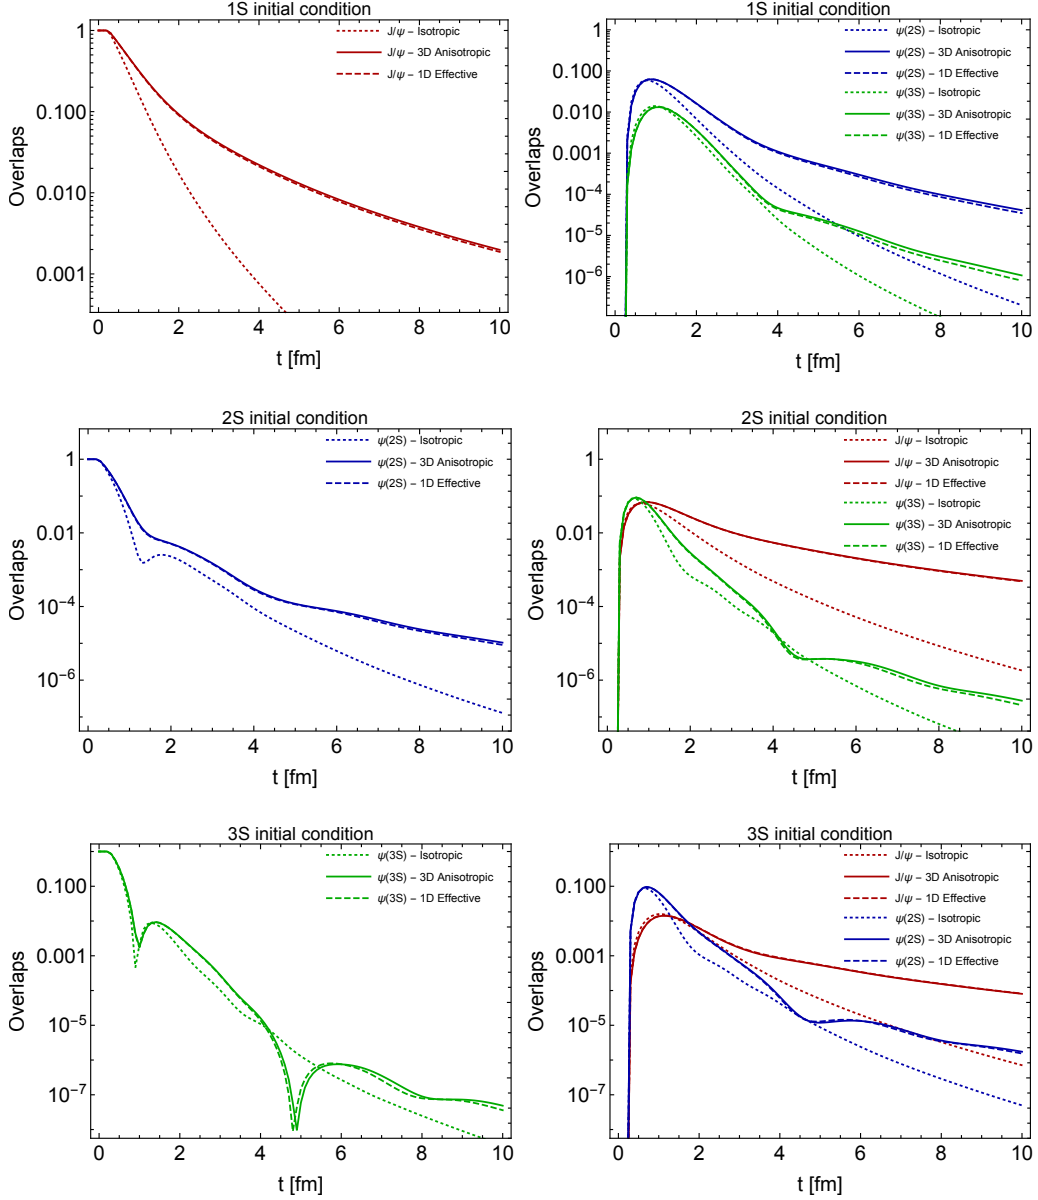 1S initial condition
J/ψ – Isotropic
J/ψ – 3D Anisotropic
J/ψ – 1D Effective
1
0.100
0.010
0.001
Overlaps
0 2 4 6 8 10
t [fm]
1S initial condition
ψ(2S) – Isotropic
ψ(2S) – 3D Anisotropic
ψ(2S) – 1D Effective
ψ(3S) – Isotropic
ψ(3S) – 3D Anisotropic
ψ(3S) – 1D Effective
1
0.100
0.010
0.001
10⁻⁴
10⁻⁵
10⁻⁶
Overlaps
0 2 4 6 8 10
t [fm]
2S initial condition
ψ(2S) – Isotropic
ψ(2S) – 3D Anisotropic
ψ(2S) – 1D Effective
1
0.01
10⁻⁴
10⁻⁶
Overlaps
0 2 4 6 8 10
t [fm]
2S initial condition
J/ψ – Isotropic
J/ψ – 3D Anisotropic
J/ψ – 1D Effective
ψ(3S) – Isotropic
ψ(3S) – 3D Anisotropic
ψ(3S) – 1D Effective
1
0.01
10⁻⁴
10⁻⁶
Overlaps
0 2 4 6 8 10
t [fm]
3S initial condition
ψ(3S) – Isotropic
ψ(3S) – 3D Anisotropic
ψ(3S) – 1D Effective
0.100
0.001
10⁻⁵
10⁻⁷
Overlaps
0 2 4 6 8 10
t [fm]
3S initial condition
J/ψ – Isotropic
J/ψ – 3D Anisotropic
J/ψ – 1D Effective
ψ(2S) – Isotropic
ψ(2S) – 3D Anisotropic
ψ(2S) – 1D Effective
0.100
0.001
10⁻⁵
10⁻⁷
Overlaps
0 2 4 6 8 10
t [fm]